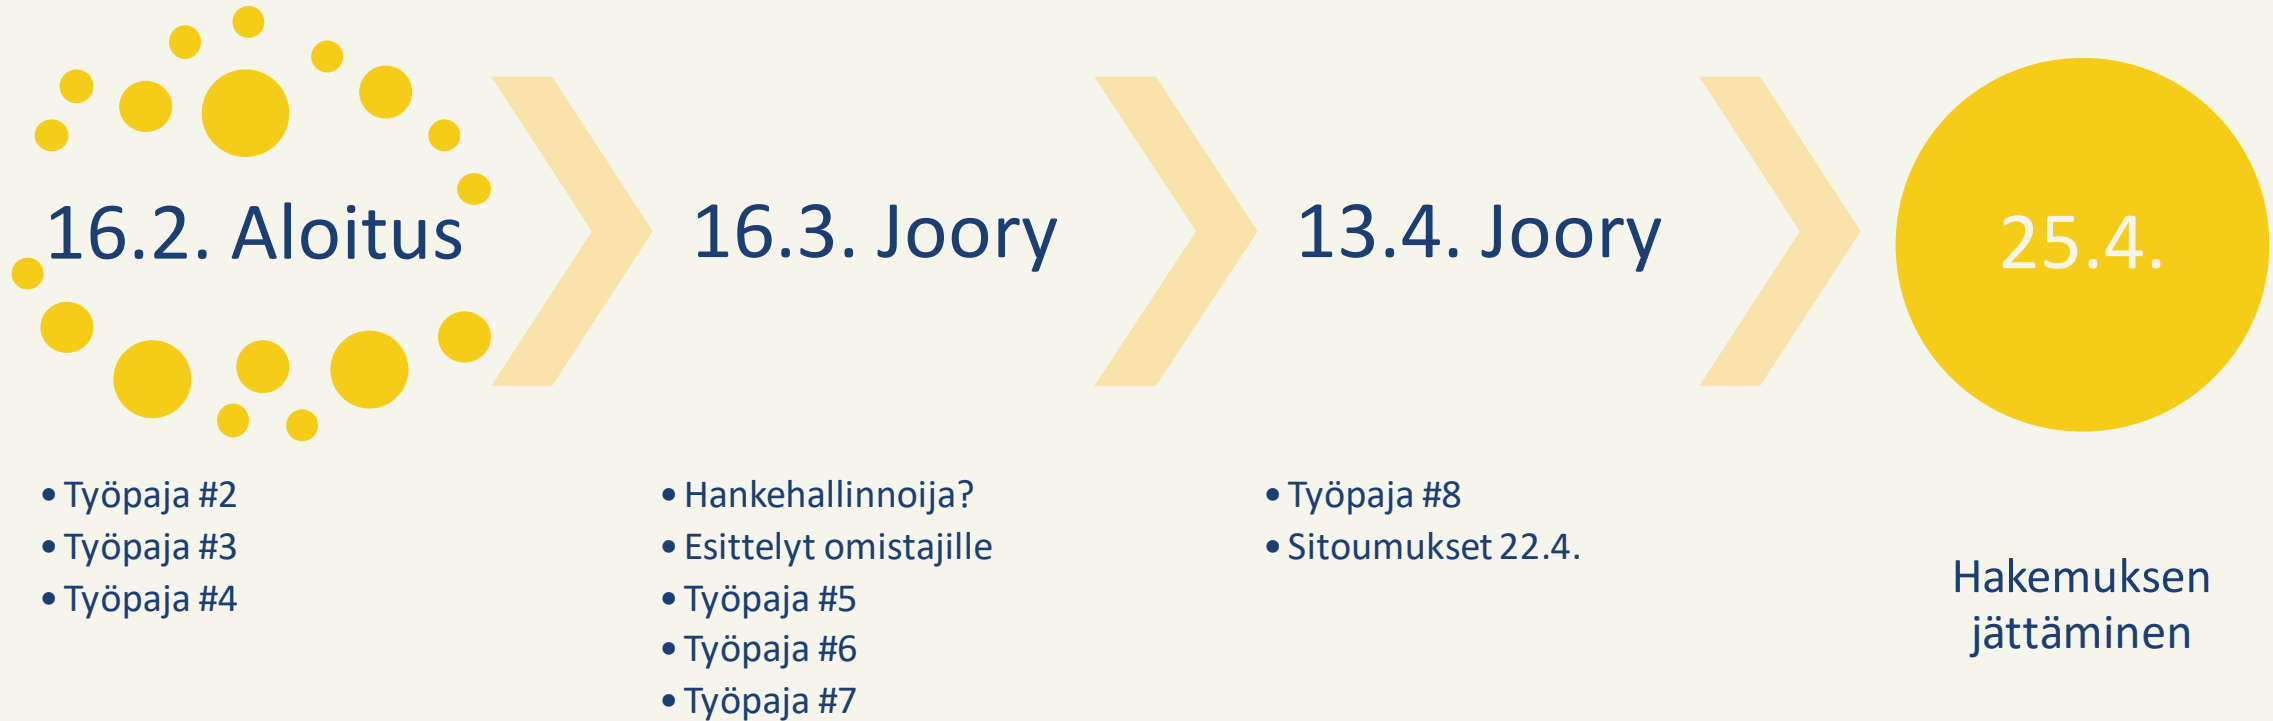 16.2. Aloitus
• Työpaja #2
• Työpaja #3
• Työpaja #4
16.3. Joory
• Hankehallinnoija?
• Esittelyt omistajille
• Työpaja #5
• Työpaja #6
• Työpaja #7
13.4. Joory
• Työpaja #8
• Sitoumukset 22.4.
25.4.
Hakemuksen
jättäminen